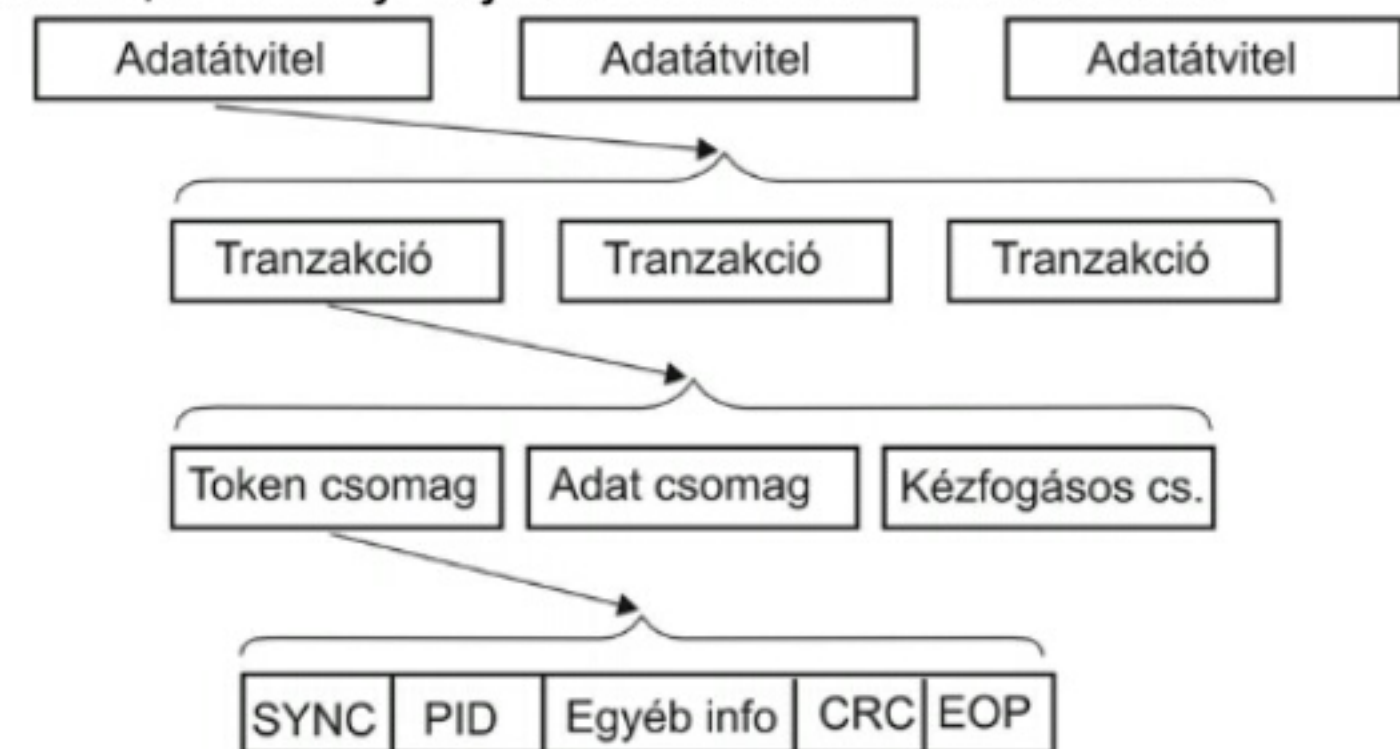 Adatátvitel Adatátvitel Adatátvitel
Tranzakció Tranzakció Tranzakció
Token csomag Adat csomag Kézfogásos cs.
SYNC PID Egyéb info CRC EOP